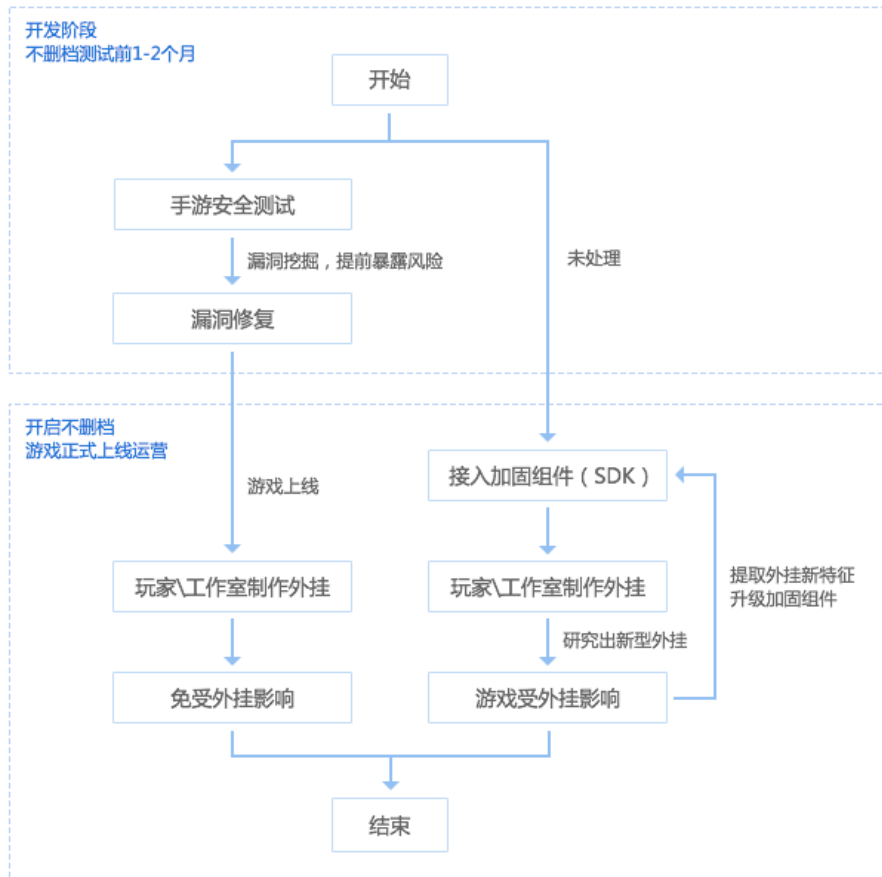 开发阶段
不删档测试前1-2个月
开始
手游安全测试
漏洞挖掘，提前暴露风险
未处理
漏洞修复
开启不删档
游戏正式上线运营
接入加固组件（SDK）
游戏上线
玩家\工作室制作外挂
玩家\工作室制作外挂
提取外挂新特征
升级加固组件
研究出新型外挂
免受外挂影响
游戏受外挂影响
结束